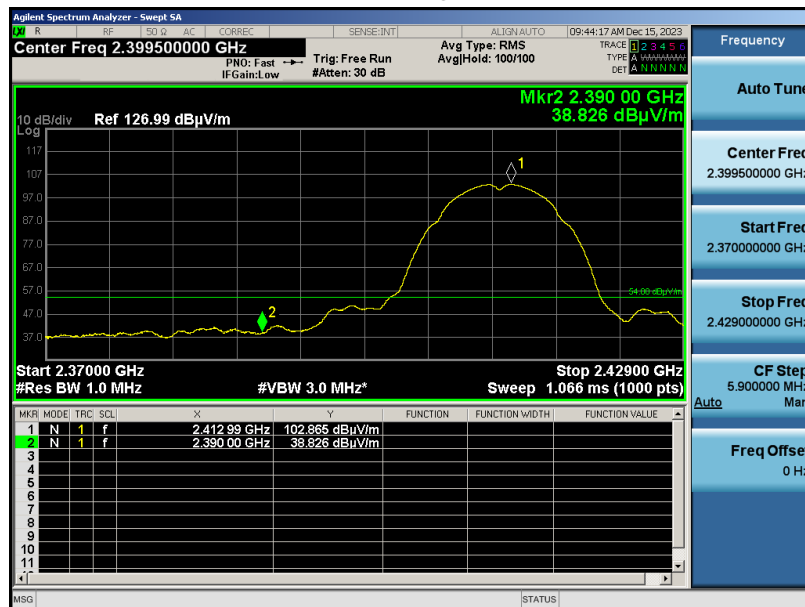 Agilent Spectrum Analyzer - Swept SA
LXI R RF 50 Ω AC CORREC SENSE:INT ALIGN AUTO 09:44:17 AM Dec 15, 2023
Center Freq 2.399500000 GHz
PNO: Fast
IFGain:Low
Trig: Free Run
#Atten: 30 dB
Avg Type: RMS
Avg|Hold: 100/100
TRACE 1 2 3 4 5 6
TYPE A WWWWW
DET A N N N N N
Mkr2 2.390 00 GHz
38.826 dBµV/m
10 dB/div Ref 126.99 dBµV/m
Log
117
107
97.0
87.0
77.0
67.0
57.0
47.0
37.0
1
2
54.00 dBµV/m
Start 2.37000 GHz Stop 2.42900 GHz
#Res BW 1.0 MHz #VBW 3.0 MHz* Sweep 1.066 ms (1000 pts)
MKR MODE TRC SCL X Y FUNCTION FUNCTION WIDTH FUNCTION VALUE
1 N 1 f 2.412 99 GHz 102.865 dBµV/m
2 N 1 f 2.390 00 GHz 38.826 dBµV/m
3
4
5
6
7
8
9
10
11
MSG STATUS
Frequency
Auto Tune
Center Freq
2.399500000 GHz
Start Freq
2.370000000 GHz
Stop Freq
2.429000000 GHz
CF Step
5.900000 MHz
Auto Man
Freq Offset
0 Hz